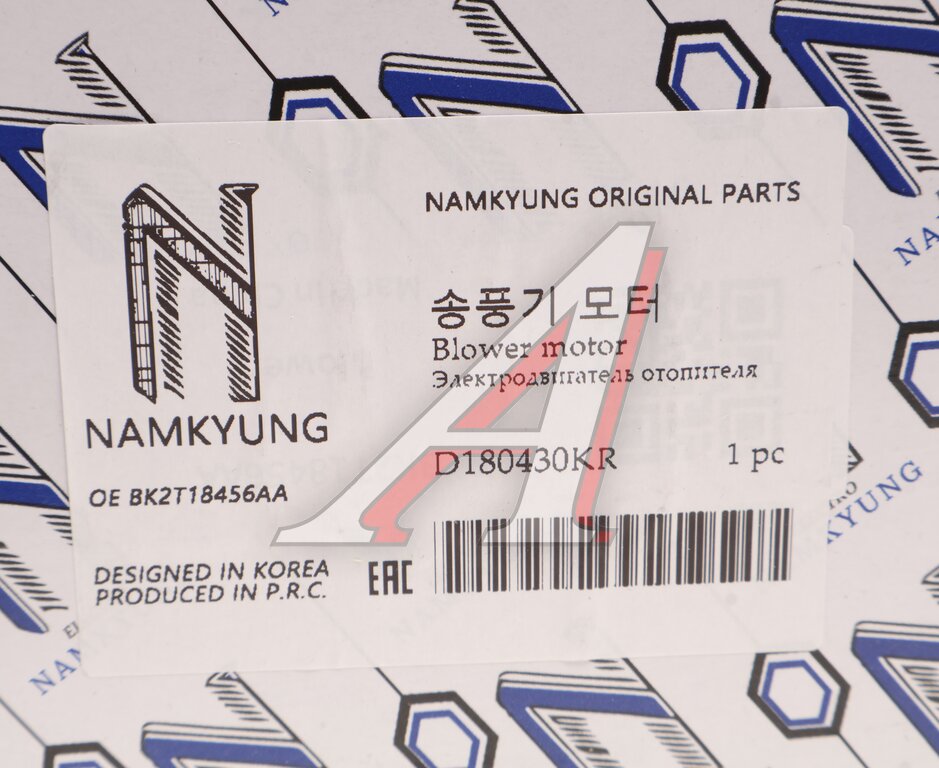 NAMKYUNG ORIGINAL PARTS
송풍기 모터
Blower motor
Электродвигатель отопителя
NAMKYUNG
D180430KR 1 pc
OE BK2T18456AA
DESIGNED IN KOREA
PRODUCED IN P.R.C.
EAC
KYUNG